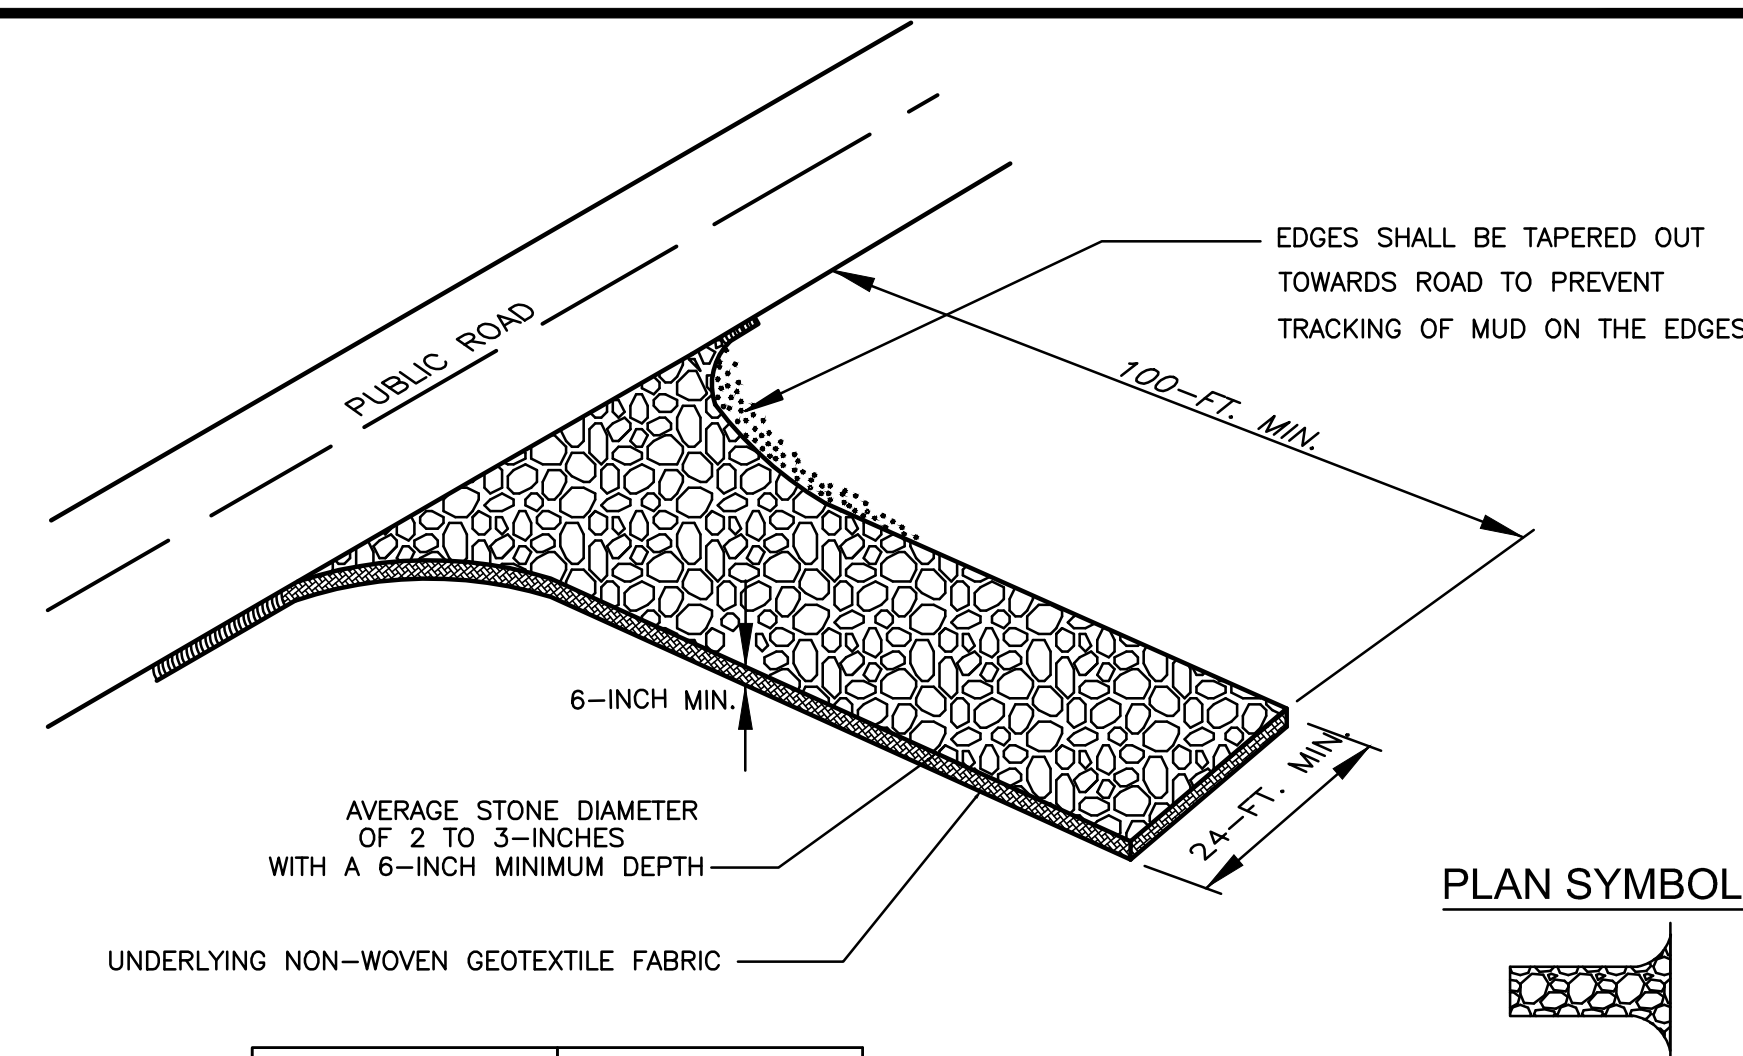 PUBLIC ROAD
EDGES SHALL BE TAPERED OUT
TOWARDS ROAD TO PREVENT
TRACKING OF MUD ON THE EDGES
100-FT. MIN.
6-INCH MIN.
24-FT. MIN.
AVERAGE STONE DIAMETER
OF 2 TO 3-INCHES
WITH A 6-INCH MINIMUM DEPTH
UNDERLYING NON-WOVEN GEOTEXTILE FABRIC
PLAN SYMBOL